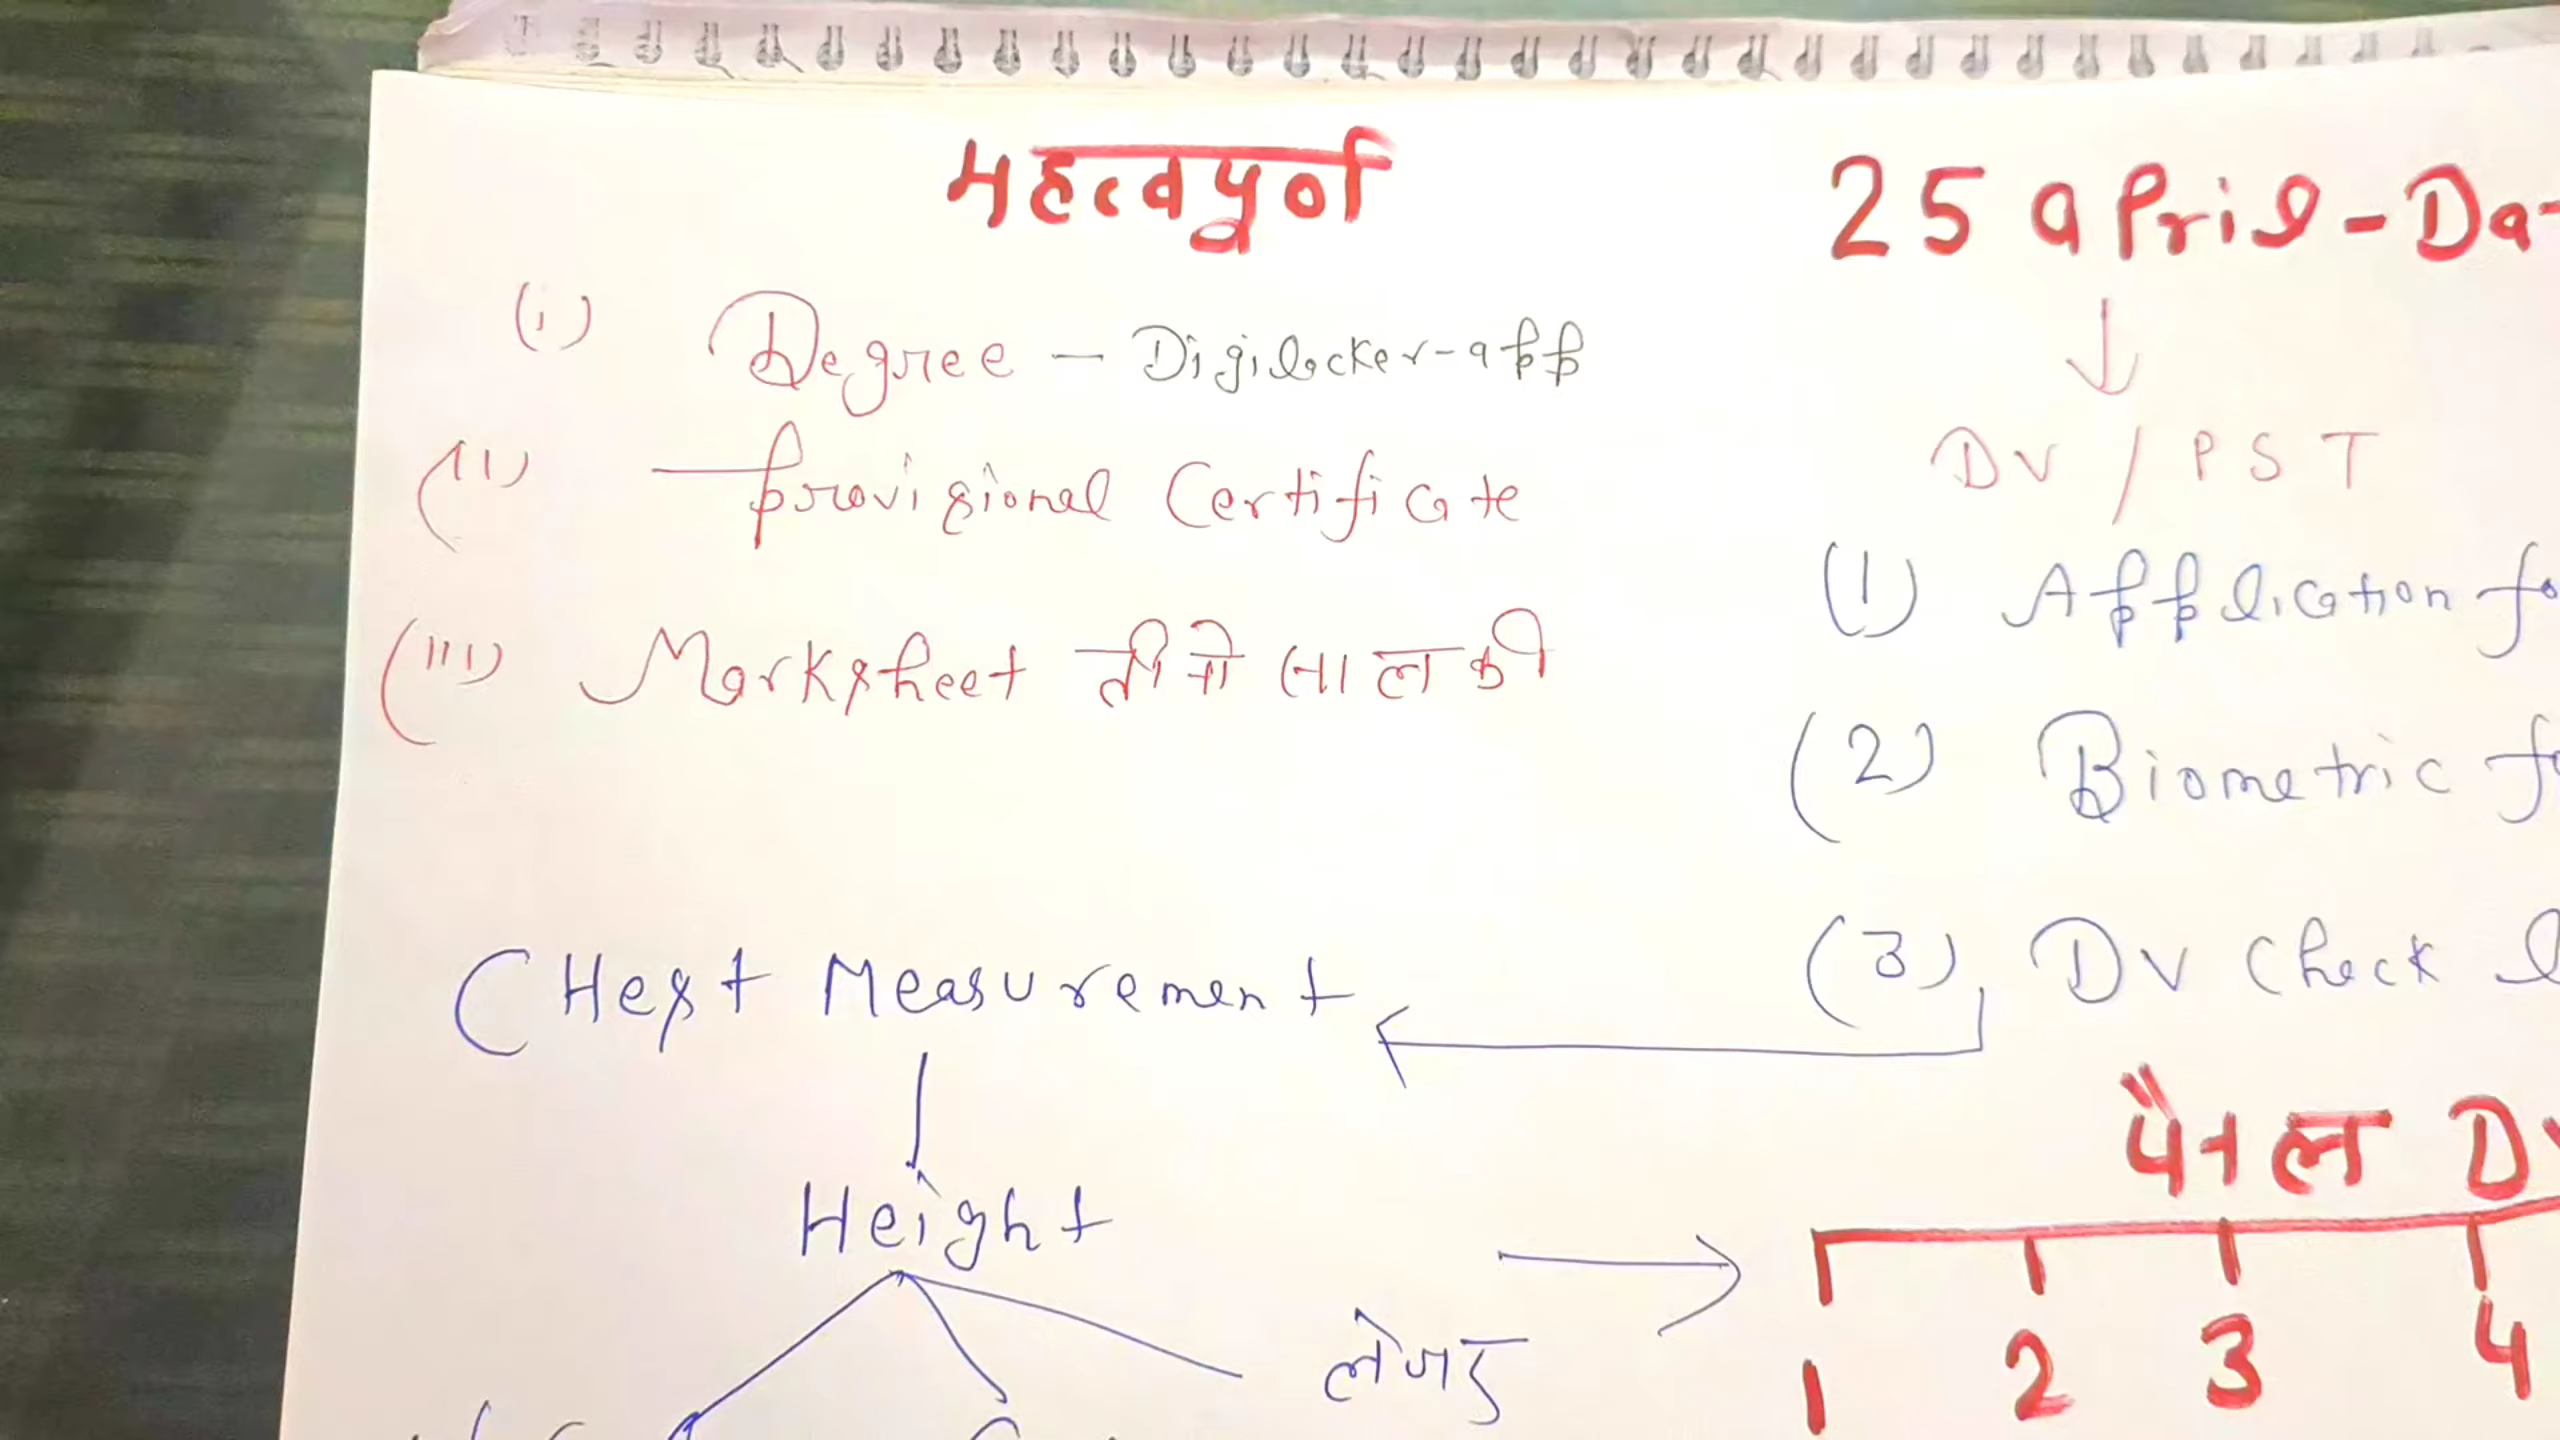 महत्वपूर्ण
(i) Degree - Digilocker-app
(ii) Provisional Certificate
(iii) Marksheet तीनो साल की
CHest Measurement
Height
25 april-Da
DV / PST
(1) Application fo
(2) Biometric f
(3) DV Check l
पैनल DV
1 2 3 4